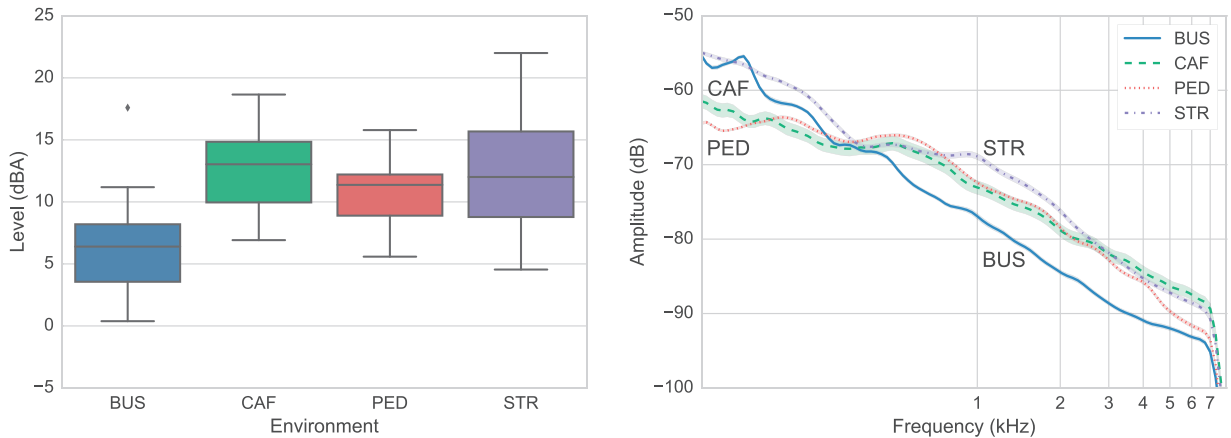 25
20
15
10
5
0
−5
Level (dBA)
BUS
CAF
PED
STR
Environment
−50
−60
−70
−80
−90
−100
Amplitude (dB)
CAF
PED
STR
BUS
BUS
CAF
PED
STR
1
2
3
4
5
6
7
Frequency (kHz)